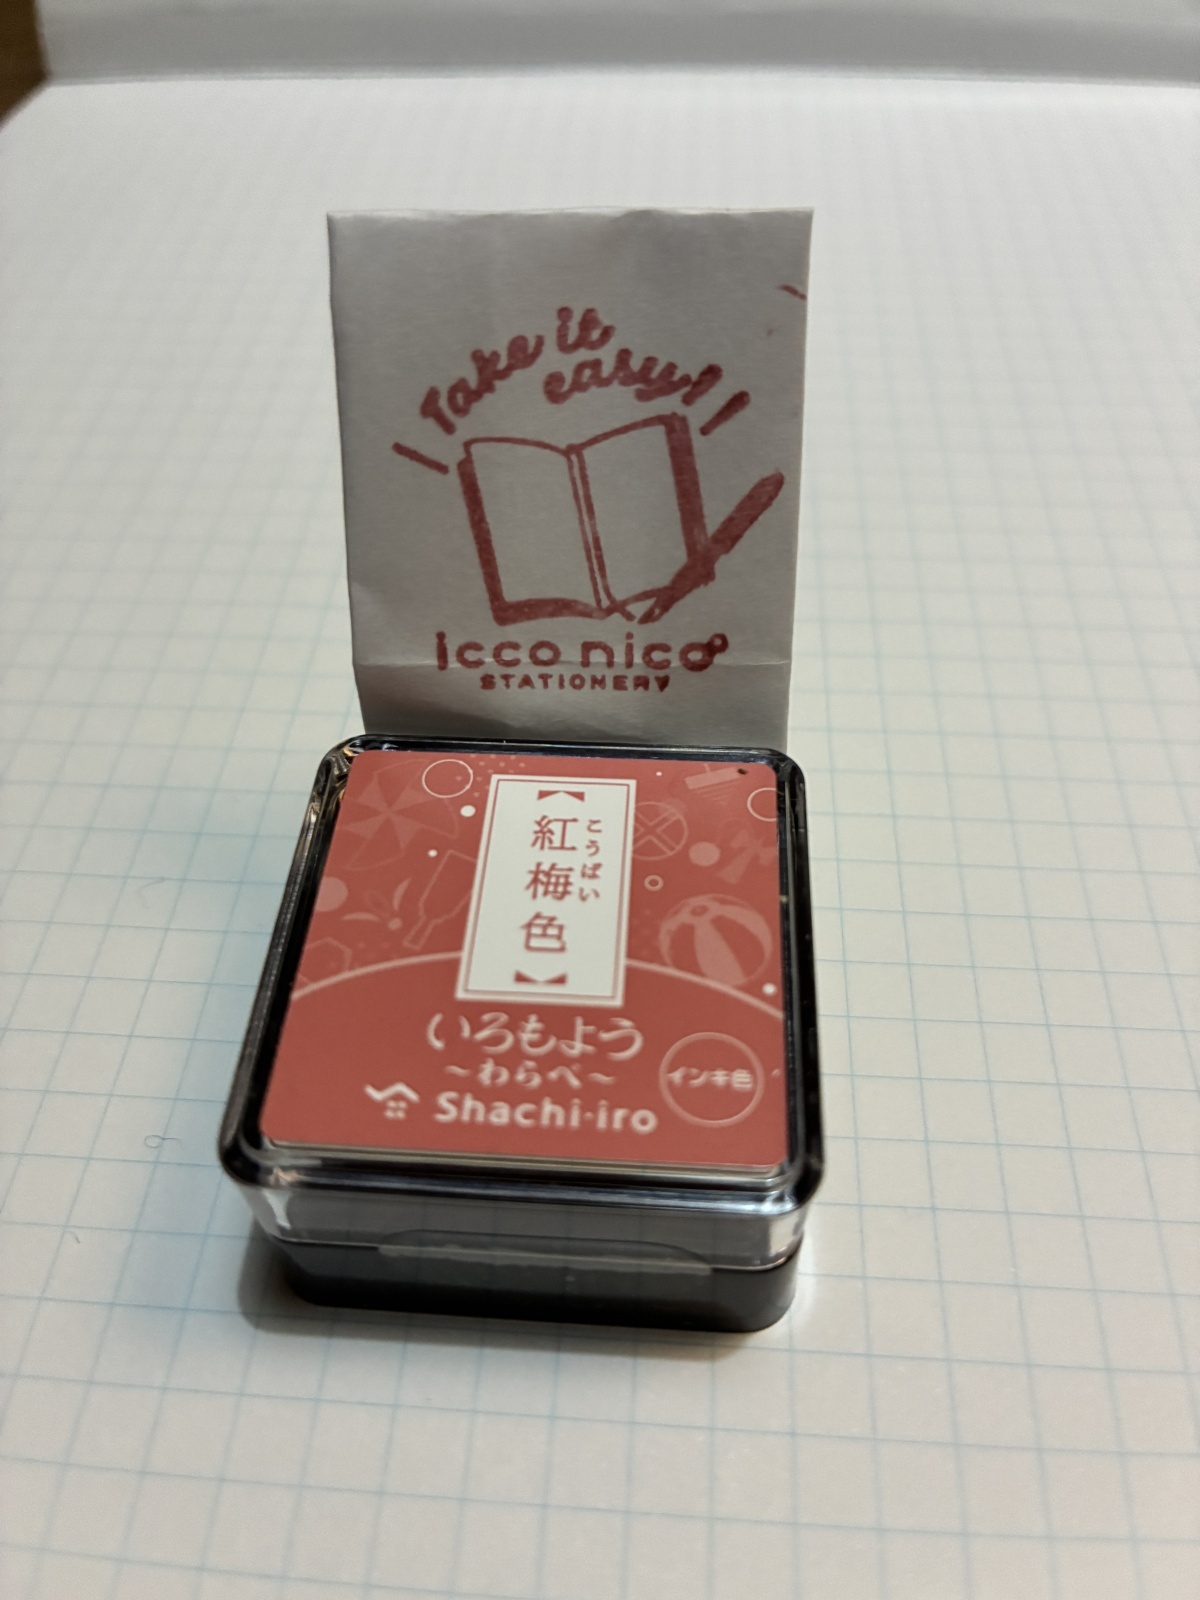 Take it
easy!
icco nico
STATIONERY
【紅梅色】
こうばい
いろもよう
～わらべ～
インキ色
Shachi-iro